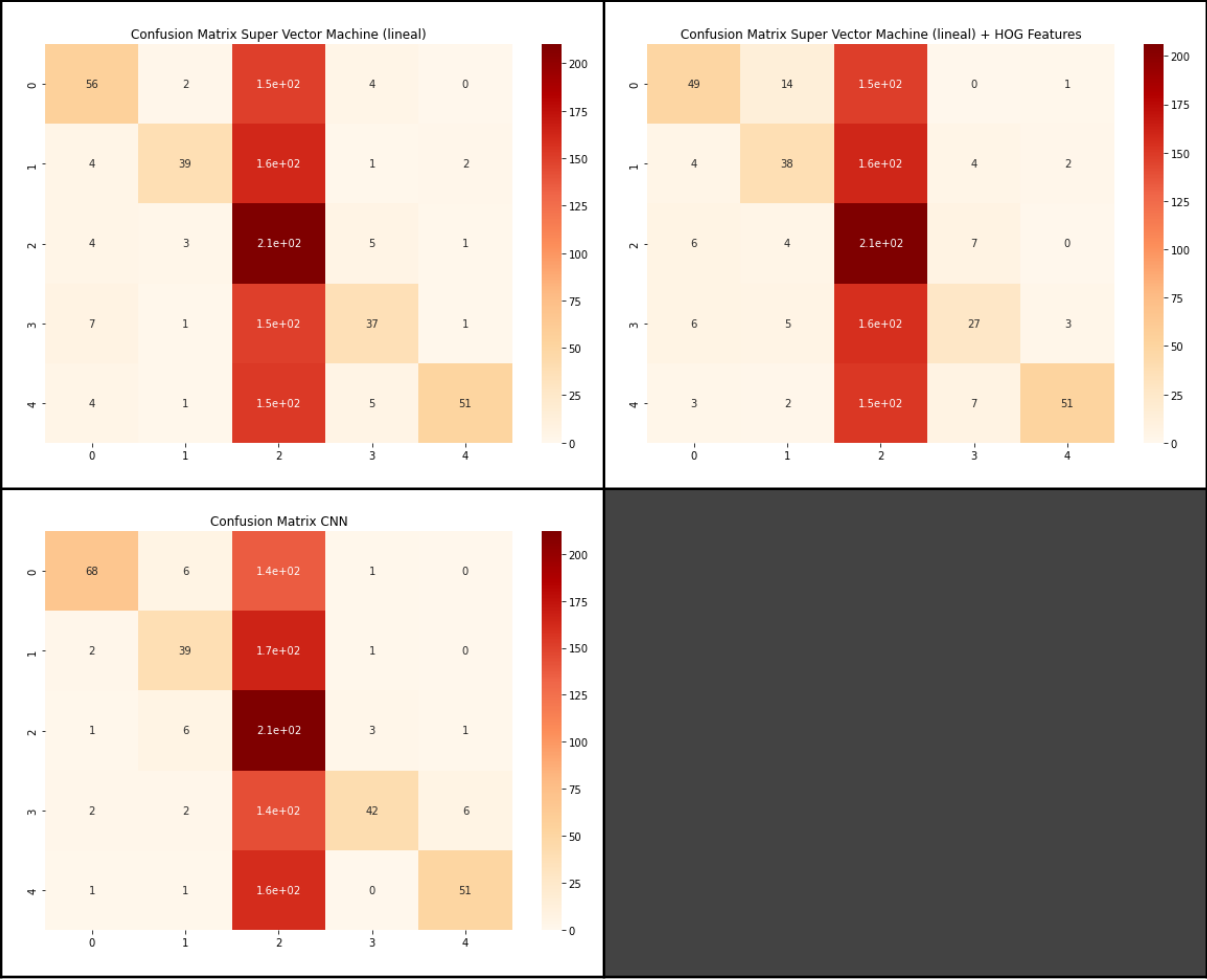 Confusion Matrix Super Vector Machine (lineal)
0 56 2 1.5e+02 4 0
1 4 39 1.6e+02 1 2
2 4 3 2.1e+02 5 1
3 7 1 1.5e+02 37 1
4 4 1 1.5e+02 5 51
0 1 2 3 4
200
175
150
125
100
75
50
25
0
Confusion Matrix Super Vector Machine (lineal) + HOG Features
0 49 14 1.5e+02 0 1
1 4 38 1.6e+02 4 2
2 6 4 2.1e+02 7 0
3 6 5 1.6e+02 27 3
4 3 2 1.5e+02 7 51
0 1 2 3 4
200
175
150
125
100
75
50
25
0
Confusion Matrix CNN
0 68 6 1.4e+02 1 0
1 2 39 1.7e+02 1 0
2 1 6 2.1e+02 3 1
3 2 2 1.4e+02 42 6
4 1 1 1.6e+02 0 51
0 1 2 3 4
200
175
150
125
100
75
50
25
0